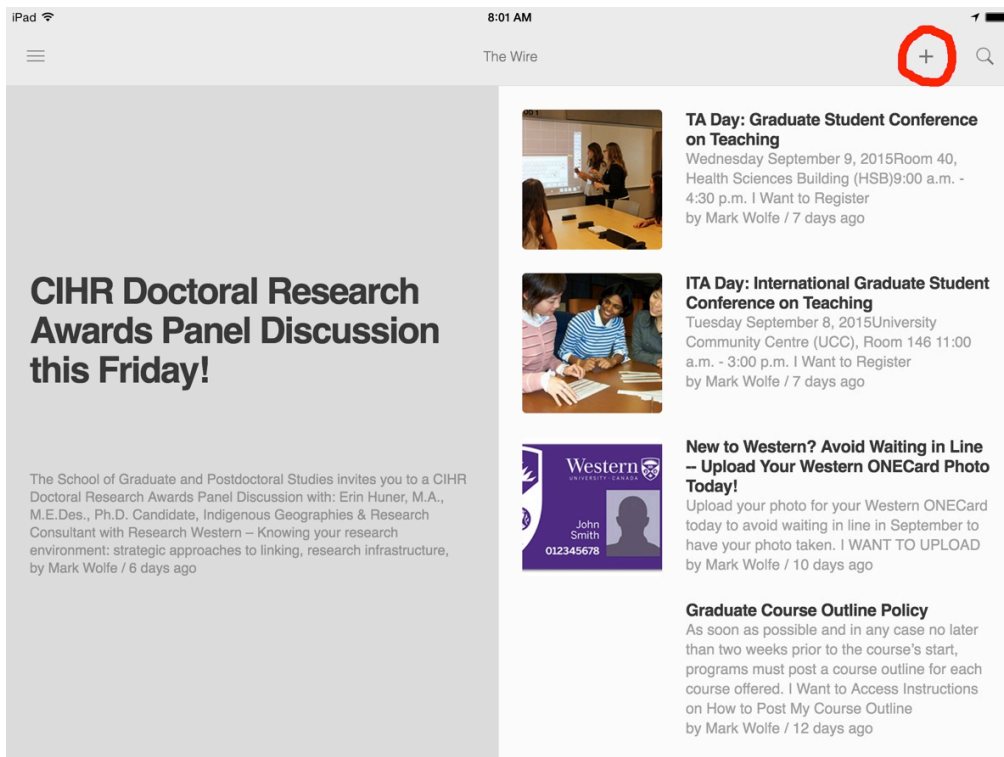 iPad 8:01 AM
The Wire
CIHR Doctoral Research
Awards Panel Discussion
this Friday!
The School of Graduate and Postdoctoral Studies invites you to a CIHR
Doctoral Research Awards Panel Discussion with: Erin Huner, M.A.,
M.E.Des., Ph.D. Candidate, Indigenous Geographies & Research
Consultant with Research Western – Knowing your research
environment: strategic approaches to linking, research infrastructure,
by Mark Wolfe / 6 days ago
TA Day: Graduate Student Conference
on Teaching
Wednesday September 9, 2015Room 40,
Health Sciences Building (HSB)9:00 a.m. -
4:30 p.m. I Want to Register
by Mark Wolfe / 7 days ago
ITA Day: International Graduate Student
Conference on Teaching
Tuesday September 8, 2015University
Community Centre (UCC), Room 146 11:00
a.m. - 3:00 p.m. I Want to Register
by Mark Wolfe / 7 days ago
Western
UNIVERSITY · CANADA
John
Smith
012345678
New to Western? Avoid Waiting in Line
– Upload Your Western ONECard Photo
Today!
Upload your photo for your Western ONECard
today to avoid waiting in line in September to
have your photo taken. I WANT TO UPLOAD
by Mark Wolfe / 10 days ago
Graduate Course Outline Policy
As soon as possible and in any case no later
than two weeks prior to the course’s start,
programs must post a course outline for each
course offered. I Want to Access Instructions
on How to Post My Course Outline
by Mark Wolfe / 12 days ago